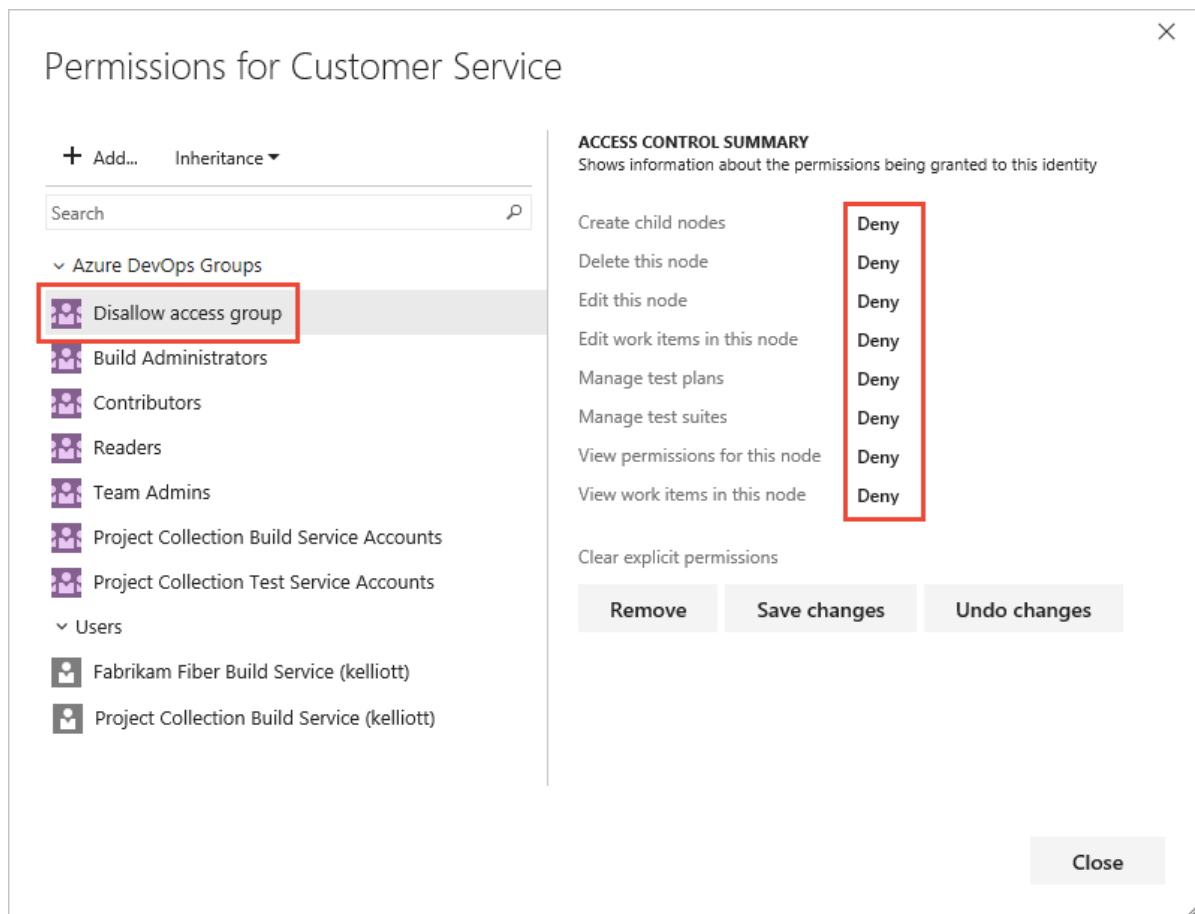 Permissions for Customer Service
Add... Inheritance
Search
Azure DevOps Groups
Disallow access group
Build Administrators
Contributors
Readers
Team Admins
Project Collection Build Service Accounts
Project Collection Test Service Accounts
Users
Fabrikam Fiber Build Service (kelliott)
Project Collection Build Service (kelliott)
ACCESS CONTROL SUMMARY
Shows information about the permissions being granted to this identity
Create child nodes Deny
Delete this node Deny
Edit this node Deny
Edit work items in this node Deny
Manage test plans Deny
Manage test suites Deny
View permissions for this node Deny
View work items in this node Deny
Clear explicit permissions
Remove Save changes Undo changes
Close